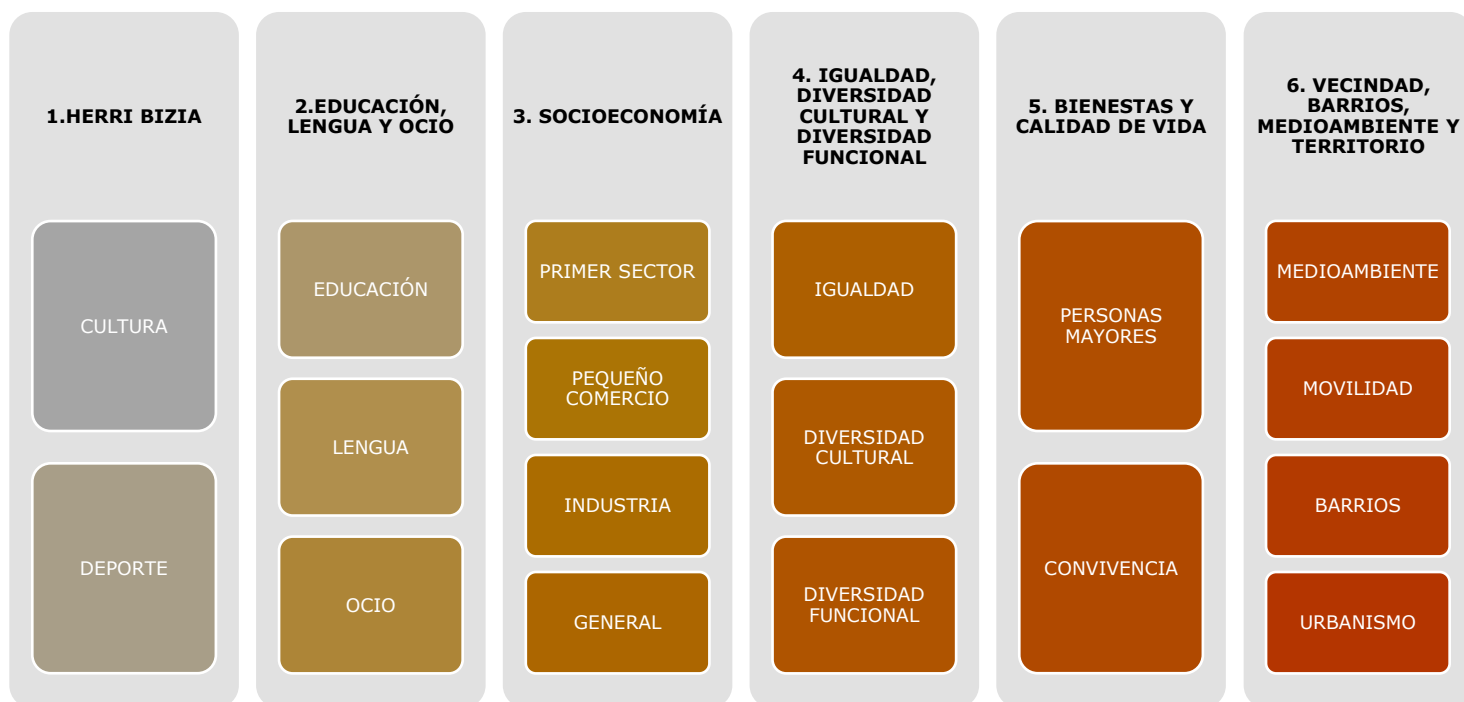 1.HERRI BIZIA
CULTURA
DEPORTE
2.EDUCACIÓN,
LENGUA Y OCIO
EDUCACIÓN
LENGUA
OCIO
3. SOCIOECONOMÍA
PRIMER SECTOR
PEQUEÑO
COMERCIO
INDUSTRIA
GENERAL
4. IGUALDAD,
DIVERSIDAD
CULTURAL Y
DIVERSIDAD
FUNCIONAL
IGUALDAD
DIVERSIDAD
CULTURAL
DIVERSIDAD
FUNCIONAL
5. BIENESTAS Y
CALIDAD DE VIDA
PERSONAS
MAYORES
CONVIVENCIA
6. VECINDAD,
BARRIOS,
MEDIOAMBIENTE Y
TERRITORIO
MEDIOAMBIENTE
MOVILIDAD
BARRIOS
URBANISMO